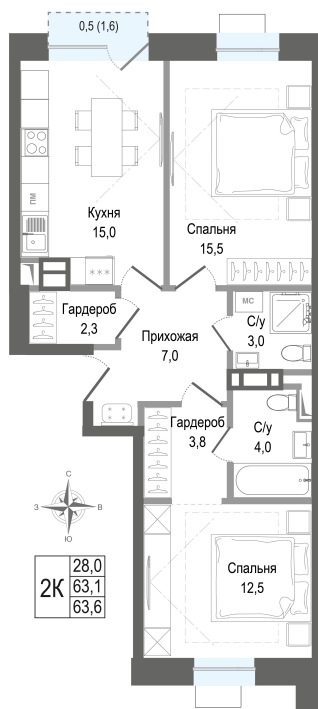 0,5 (1,6)
ПМ
Кухня
15,0
Спальня
15,5
Гардероб
2,3
Прихожая
7,0
МС
С/у
3,0
Гардероб
3,8
С/у
4,0
С
З
В
Ю
2К
28,0
63,1
63,6
Спальня
12,5